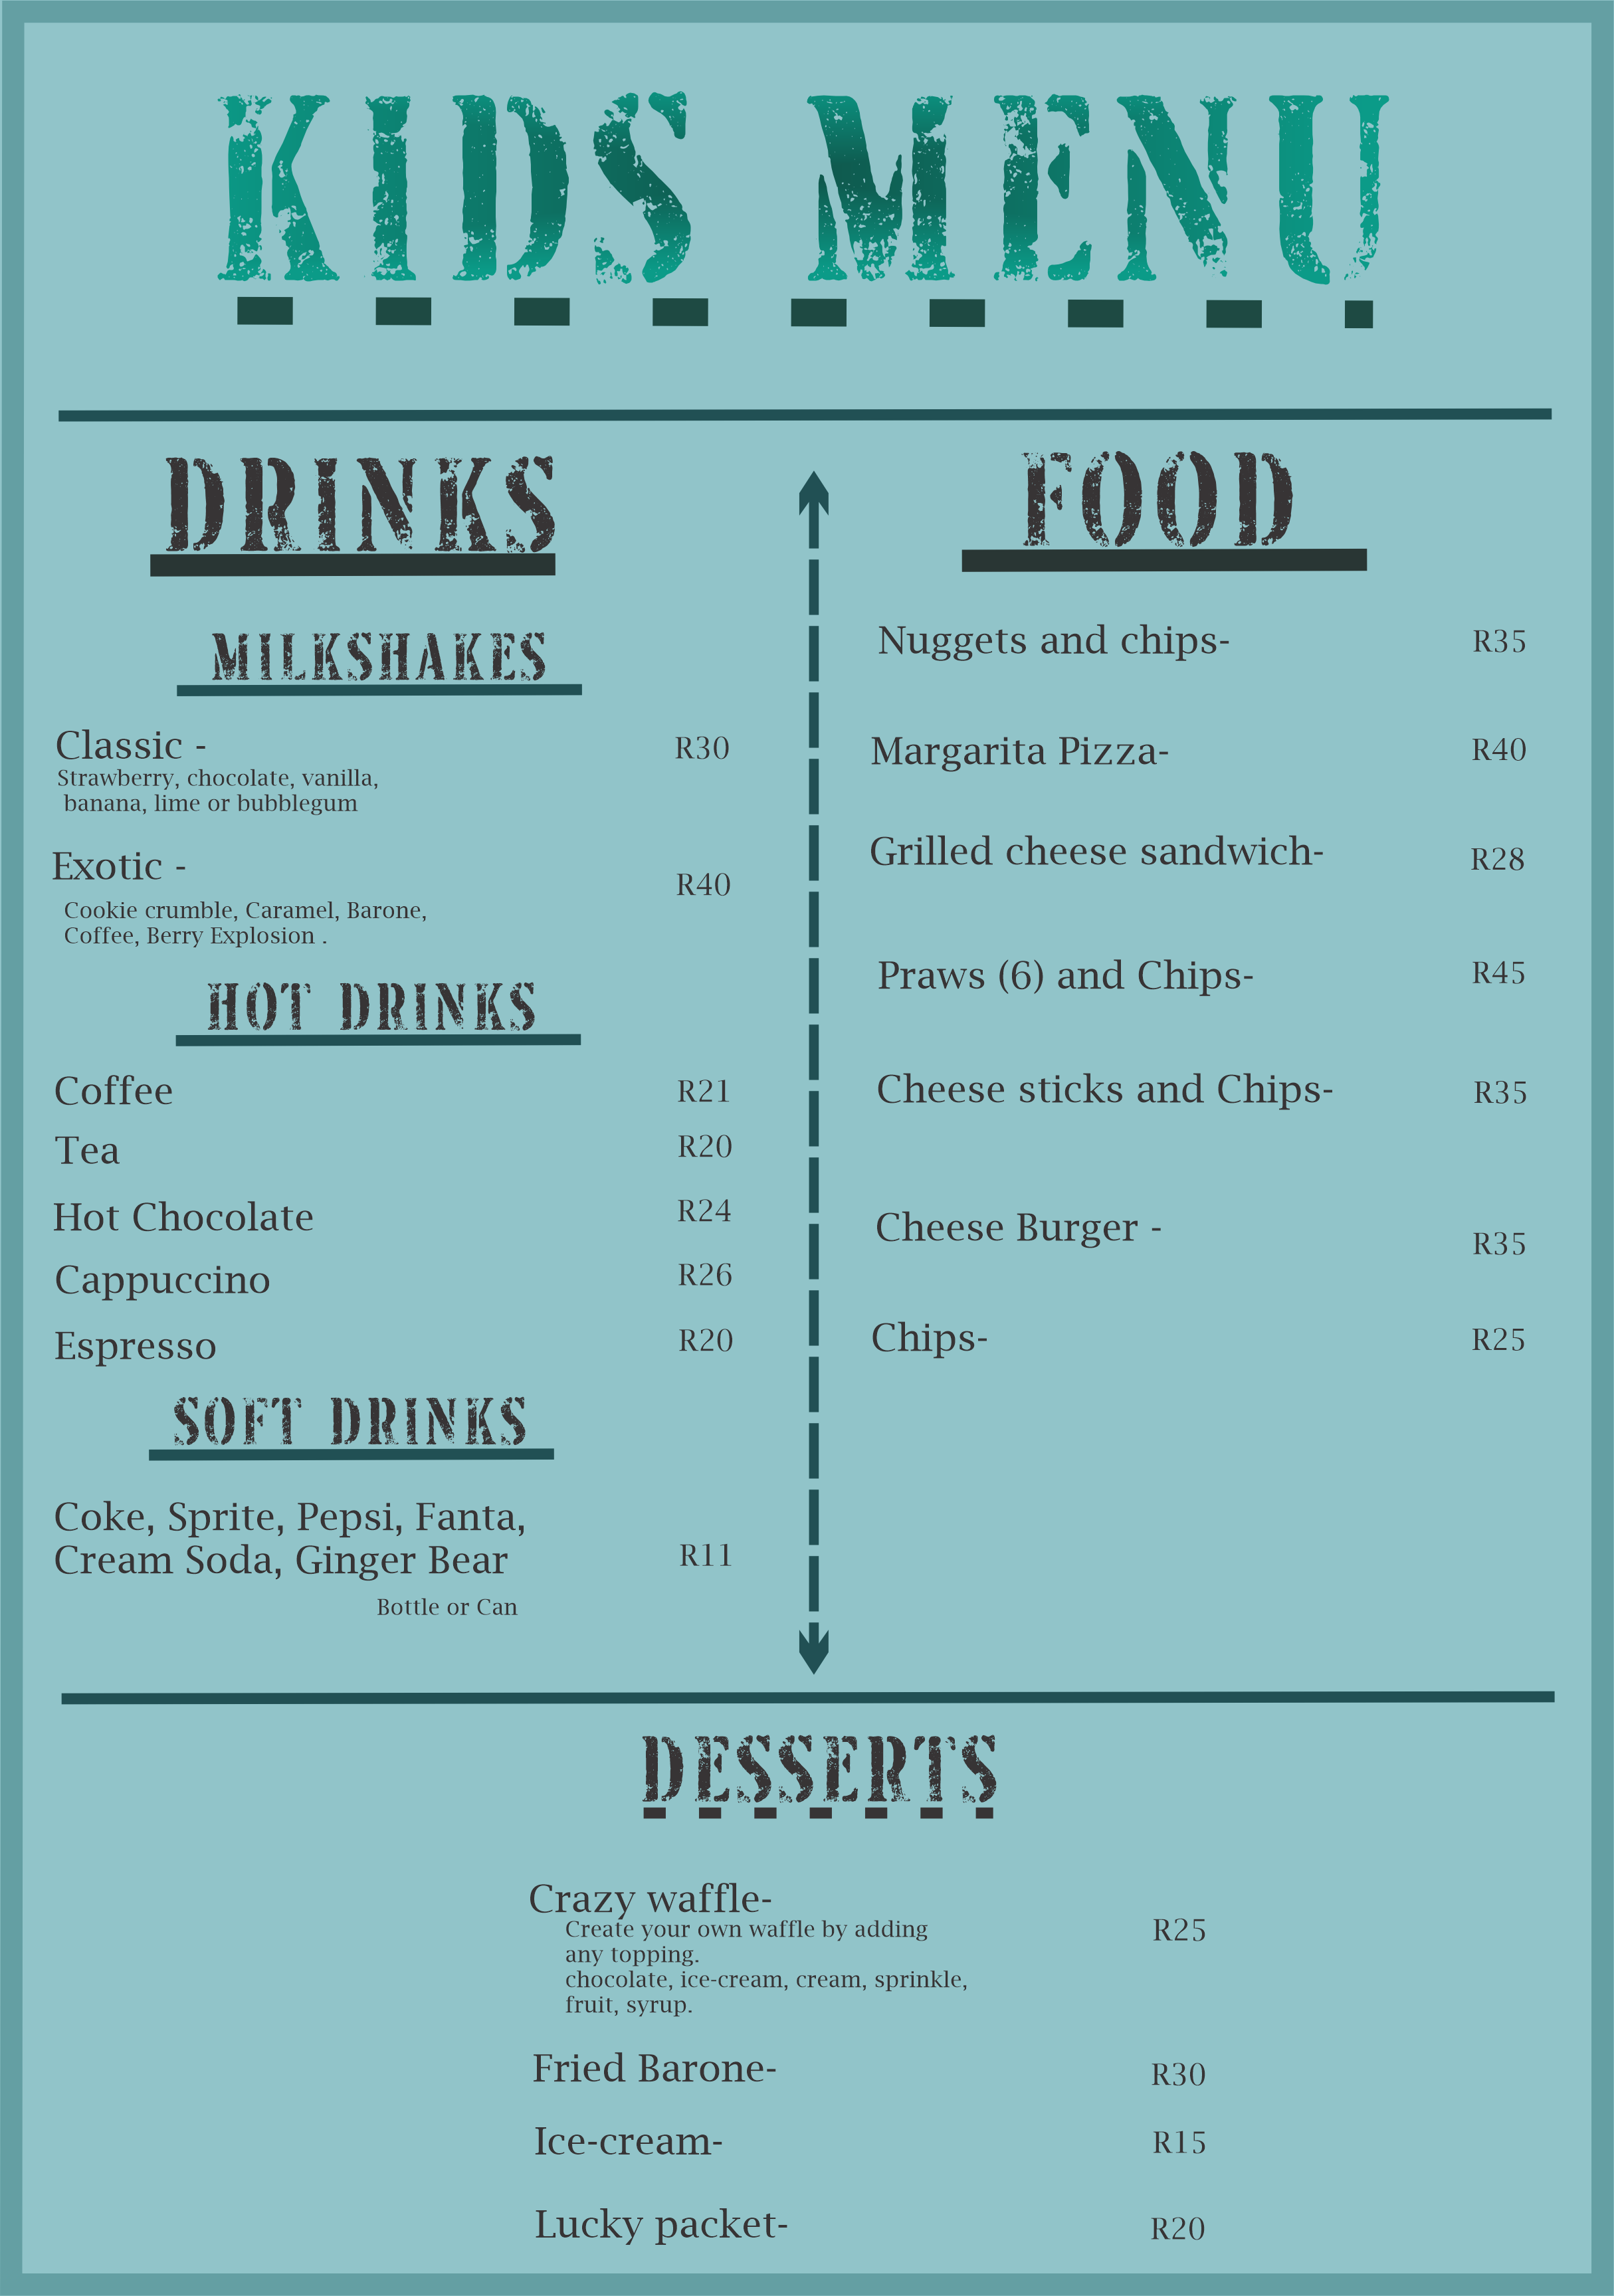 KIDS MENU
DRINKS
MILKSHAKES
Classic - R30
Strawberry, chocolate, vanilla,
banana, lime or bubblegum
Exotic - R40
Cookie crumble, Caramel, Barone,
Coffee, Berry Explosion .
HOT DRINKS
Coffee R21
Tea R20
Hot Chocolate R24
Cappuccino R26
Espresso R20
SOFT DRINKS
Coke, Sprite, Pepsi, Fanta,
Cream Soda, Ginger Bear R11
Bottle or Can
FOOD
Nuggets and chips- R35
Margarita Pizza- R40
Grilled cheese sandwich- R28
Praws (6) and Chips- R45
Cheese sticks and Chips- R35
Cheese Burger - R35
Chips- R25
DESSERTS
Crazy waffle- R25
Create your own waffle by adding
any topping.
chocolate, ice-cream, cream, sprinkle,
fruit, syrup.
Fried Barone- R30
Ice-cream- R15
Lucky packet- R20